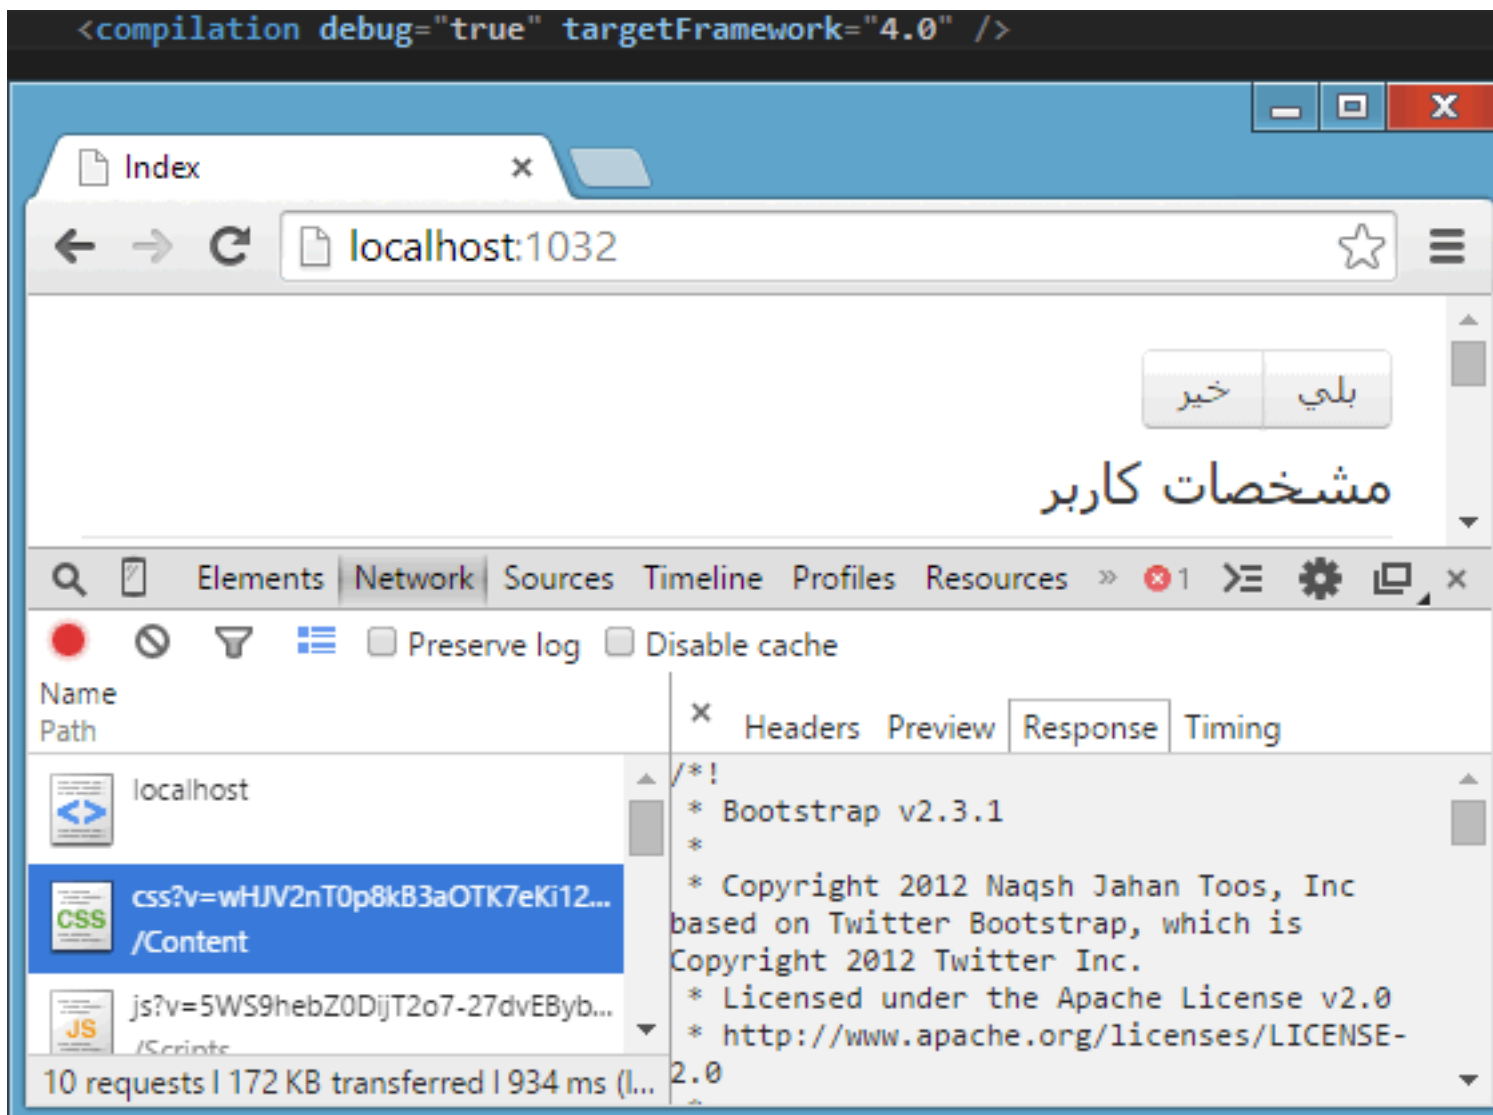 <compilation debug="true" targetFramework="4.0" />
Index
localhost:1032
بلي خير
مشخصات كاربر
Elements Network Sources Timeline Profiles Resources » 1
Preserve log Disable cache
Name
Path
Headers Preview Response Timing
localhost
css?v=wHJV2nT0p8kB3aOTK7eKi12...
/Content
js?v=5WS9hebZ0DijT2o7-27dvEByb...
/Scripts
10 requests | 172 KB transferred | 934 ms (l...
/*!
* Bootstrap v2.3.1
*
* Copyright 2012 Naqsh Jahan Toos, Inc
based on Twitter Bootstrap, which is
Copyright 2012 Twitter Inc.
* Licensed under the Apache License v2.0
* http://www.apache.org/licenses/LICENSE-
2.0
*